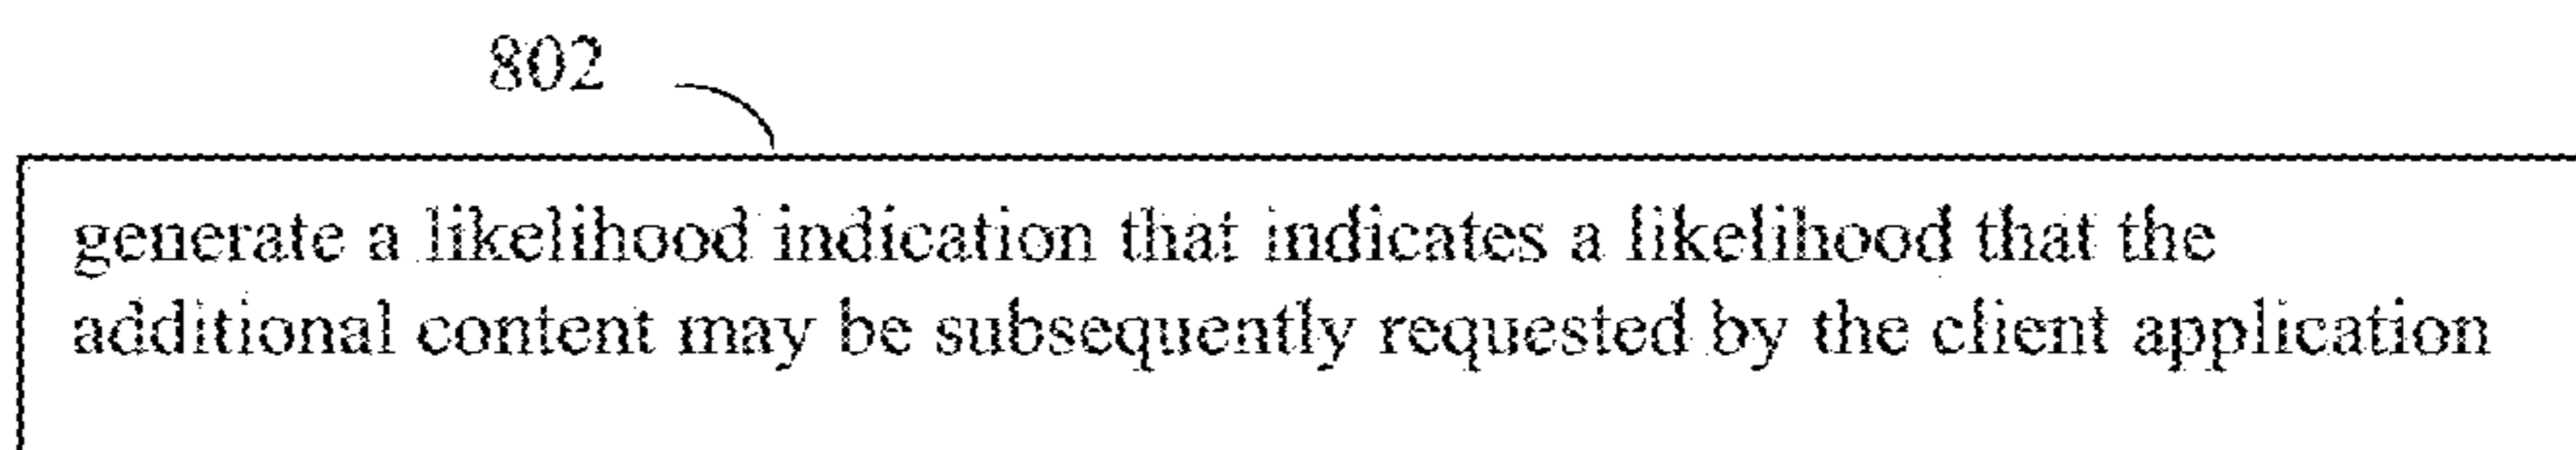 802
generate a likelihood indication that indicates a likelihood that the
additional content may be subsequently requested by the client application